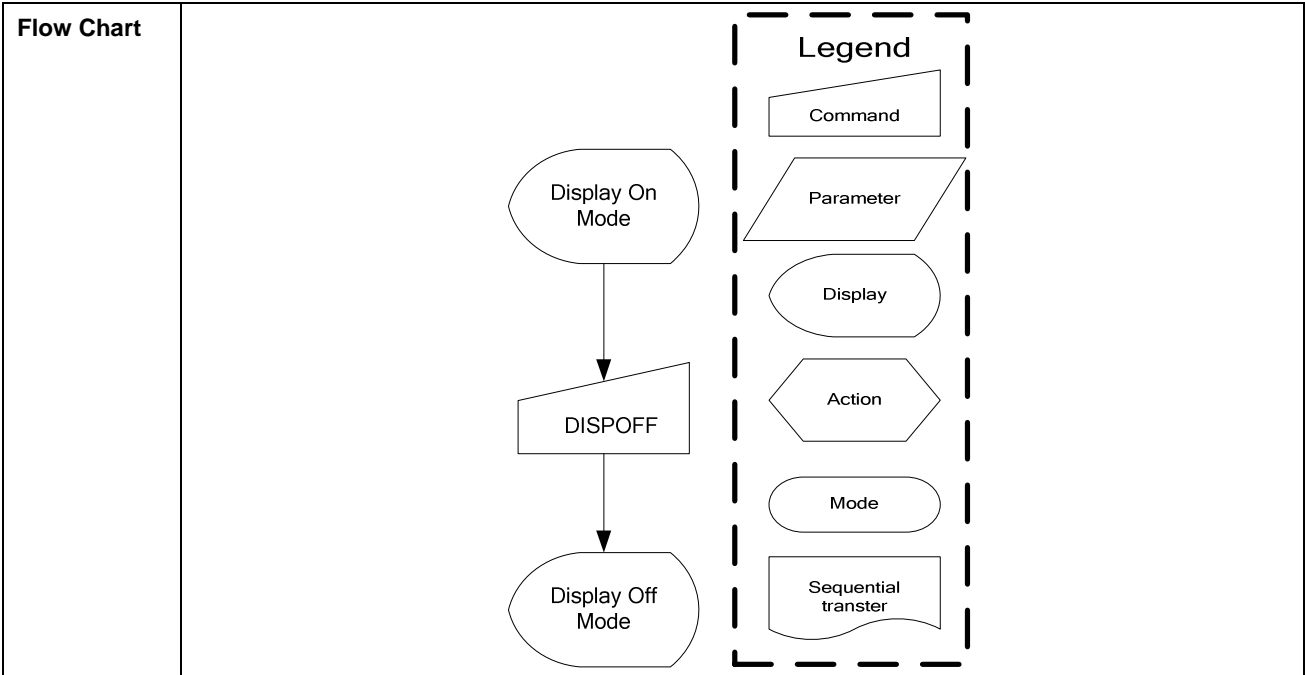 Flow Chart
Display On
Mode
DISPOFF
Display Off
Mode
Legend
Command
Parameter
Display
Action
Mode
Sequential
transter